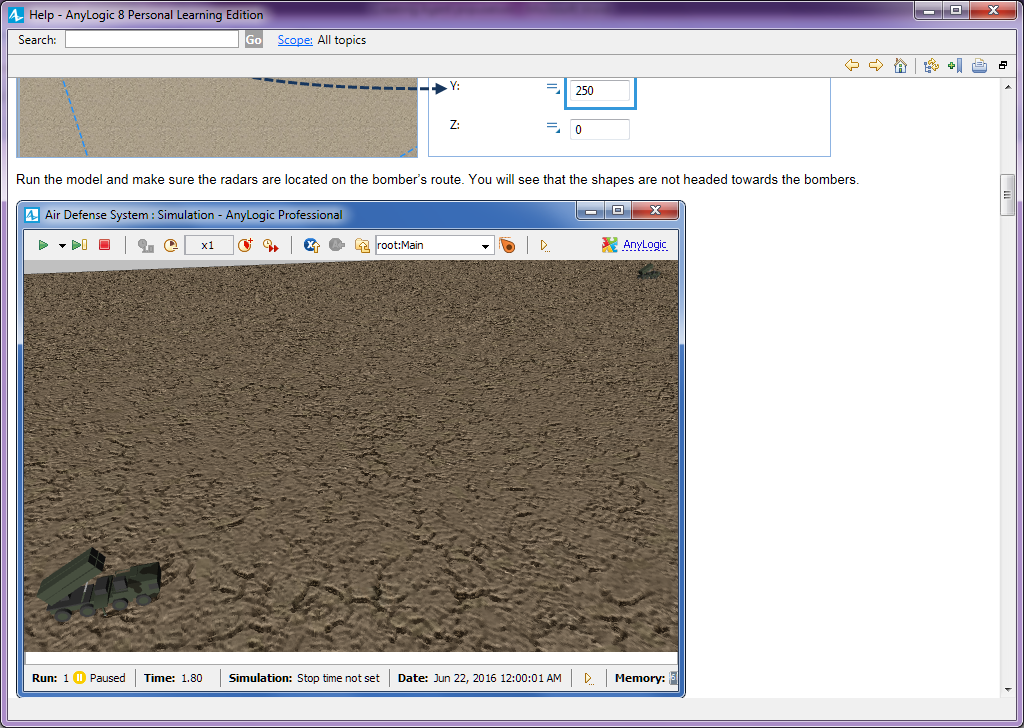 Help - AnyLogic 8 Personal Learning Edition
Search: Go Scope: All topics
Y: 250
Z: 0
Run the model and make sure the radars are located on the bomber's route. You will see that the shapes are not headed towards the bombers.
Air Defense System : Simulation - AnyLogic Professional
x1 root:Main AnyLogic
Run: 1 Paused Time: 1.80 Simulation: Stop time not set Date: Jun 22, 2016 12:00:01 AM Memory: